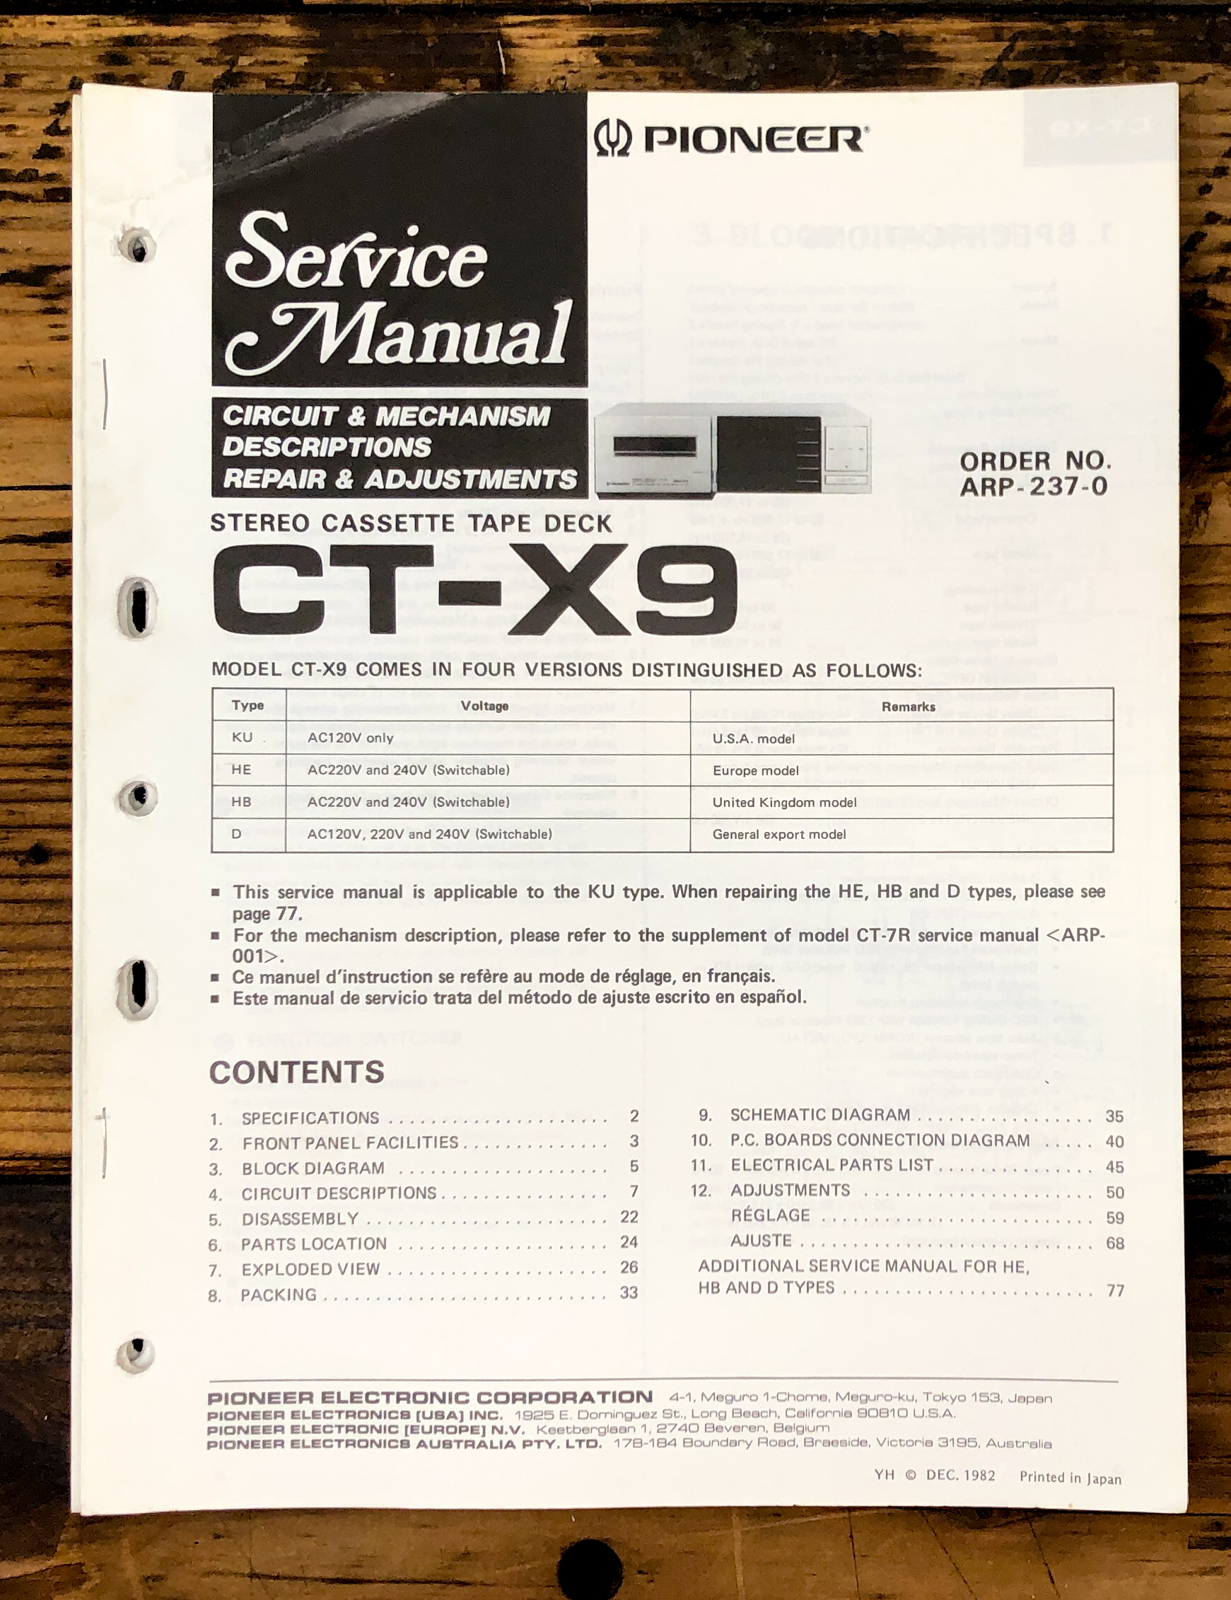 PIONEER®
Service
Manual
CIRCUIT & MECHANISM
DESCRIPTIONS
REPAIR & ADJUSTMENTS
ORDER NO.
ARP-237-0
STEREO CASSETTE TAPE DECK
CT-X9
MODEL CT-X9 COMES IN FOUR VERSIONS DISTINGUISHED AS FOLLOWS:
Type Voltage Remarks
KU AC120V only U.S.A. model
HE AC220V and 240V (Switchable) Europe model
HB AC220V and 240V (Switchable) United Kingdom model
D AC120V, 220V and 240V (Switchable) General export model
■ This service manual is applicable to the KU type. When repairing the HE, HB and D types, please see
page 77.
■ For the mechanism description, please refer to the supplement of model CT-7R service manual <ARP-
001>.
■ Ce manuel d'instruction se refère au mode de réglage, en français.
■ Este manual de servicio trata del método de ajuste escrito en español.
CONTENTS
1. SPECIFICATIONS ...................... 2
2. FRONT PANEL FACILITIES .............. 3
3. BLOCK DIAGRAM ..................... 5
4. CIRCUIT DESCRIPTIONS ................ 7
5. DISASSEMBLY ........................ 22
6. PARTS LOCATION ..................... 24
7. EXPLODED VIEW ...................... 26
8. PACKING ............................ 33
9. SCHEMATIC DIAGRAM ................. 35
10. P.C. BOARDS CONNECTION DIAGRAM ..... 40
11. ELECTRICAL PARTS LIST ............... 45
12. ADJUSTMENTS ....................... 50
RÉGLAGE ........................... 59
AJUSTE ............................. 68
ADDITIONAL SERVICE MANUAL FOR HE,
HB AND D TYPES ........................ 77
PIONEER ELECTRONIC CORPORATION 4-1, Meguro 1-Chome, Meguro-ku, Tokyo 153, Japan
PIONEER ELECTRONICS [USA] INC. 1925 E. Dominguez St., Long Beach, California 90810 U.S.A.
PIONEER ELECTRONIC [EUROPE] N.V. Keetberglaan 1, 2740 Beveren, Belgium
PIONEER ELECTRONICS AUSTRALIA PTY. LTD. 178-184 Boundary Road, Braeside, Victoria 3195, Australia
YH © DEC. 1982 Printed in Japan